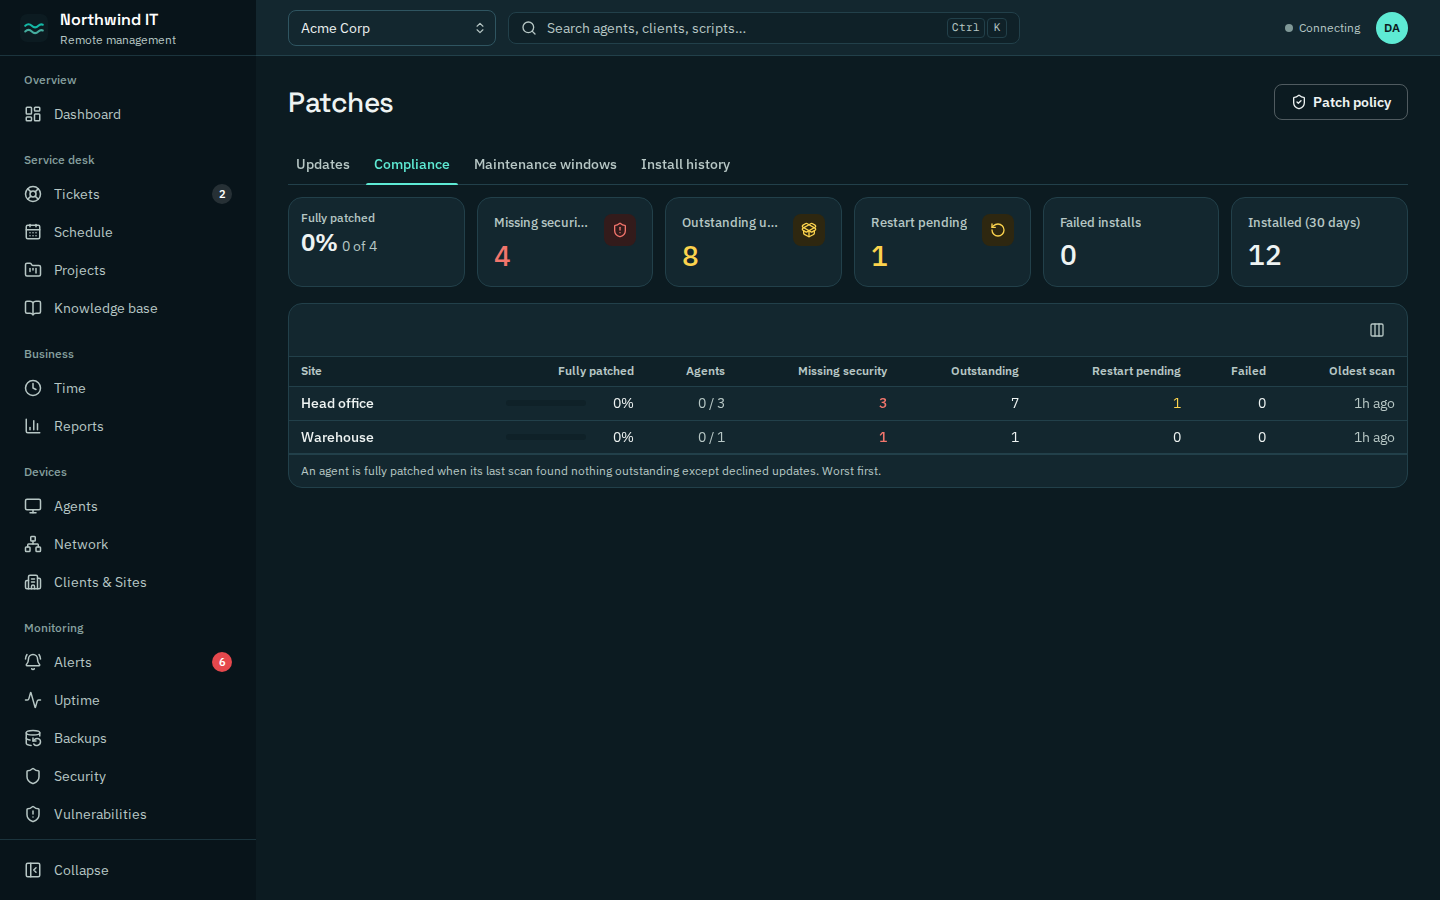 Northwind IT
Remote management
Acme Corp
Search agents, clients, scripts...
Ctrl K
Connecting
DA
Overview
Dashboard
Service desk
Tickets 2
Schedule
Projects
Knowledge base
Business
Time
Reports
Devices
Agents
Network
Clients & Sites
Monitoring
Alerts 6
Uptime
Backups
Security
Vulnerabilities
Collapse
Patches
Patch policy
Updates Compliance Maintenance windows Install history
Fully patched
0% 0 of 4
Missing securi...
4
Outstanding u...
8
Restart pending
1
Failed installs
0
Installed (30 days)
12
Site Fully patched Agents Missing security Outstanding Restart pending Failed Oldest scan
Head office 0% 0 / 3 3 7 1 0 1h ago
Warehouse 0% 0 / 1 1 1 0 0 1h ago
An agent is fully patched when its last scan found nothing outstanding except declined updates. Worst first.